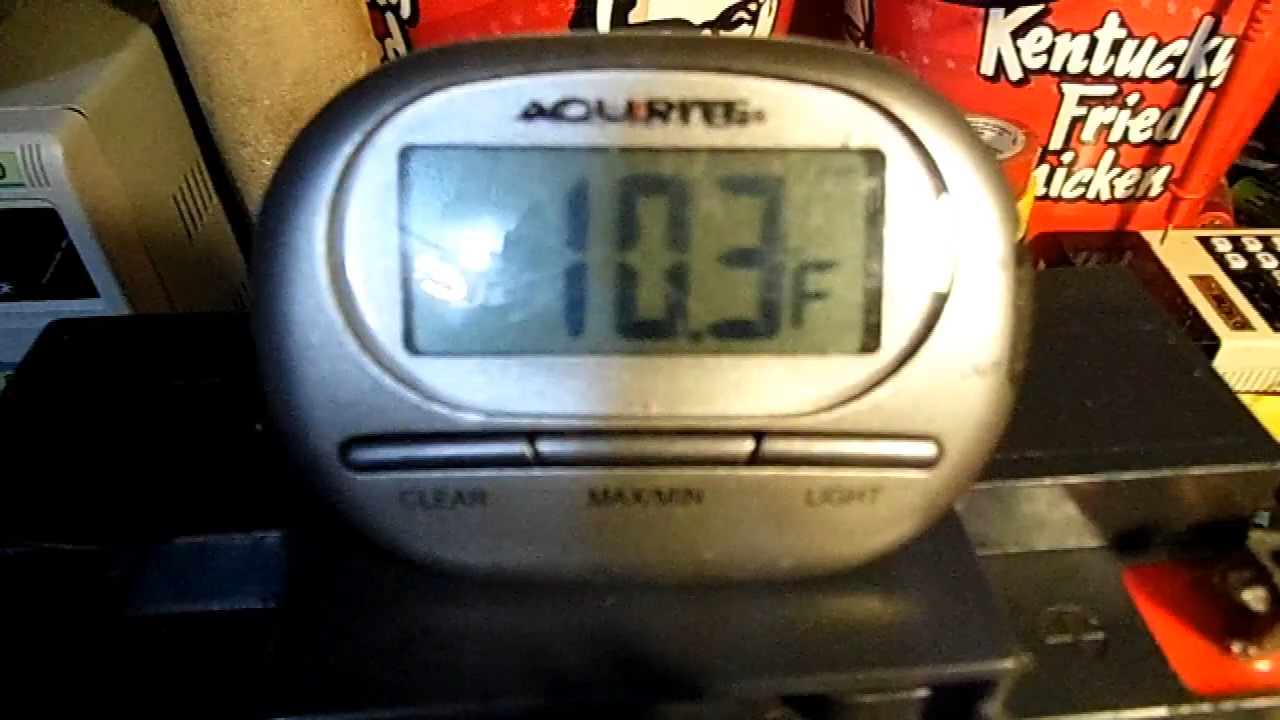 Kentucky
Fried
hicken
ACURITE
10.3 F
CLEAR
MAX/MIN
LIGHT